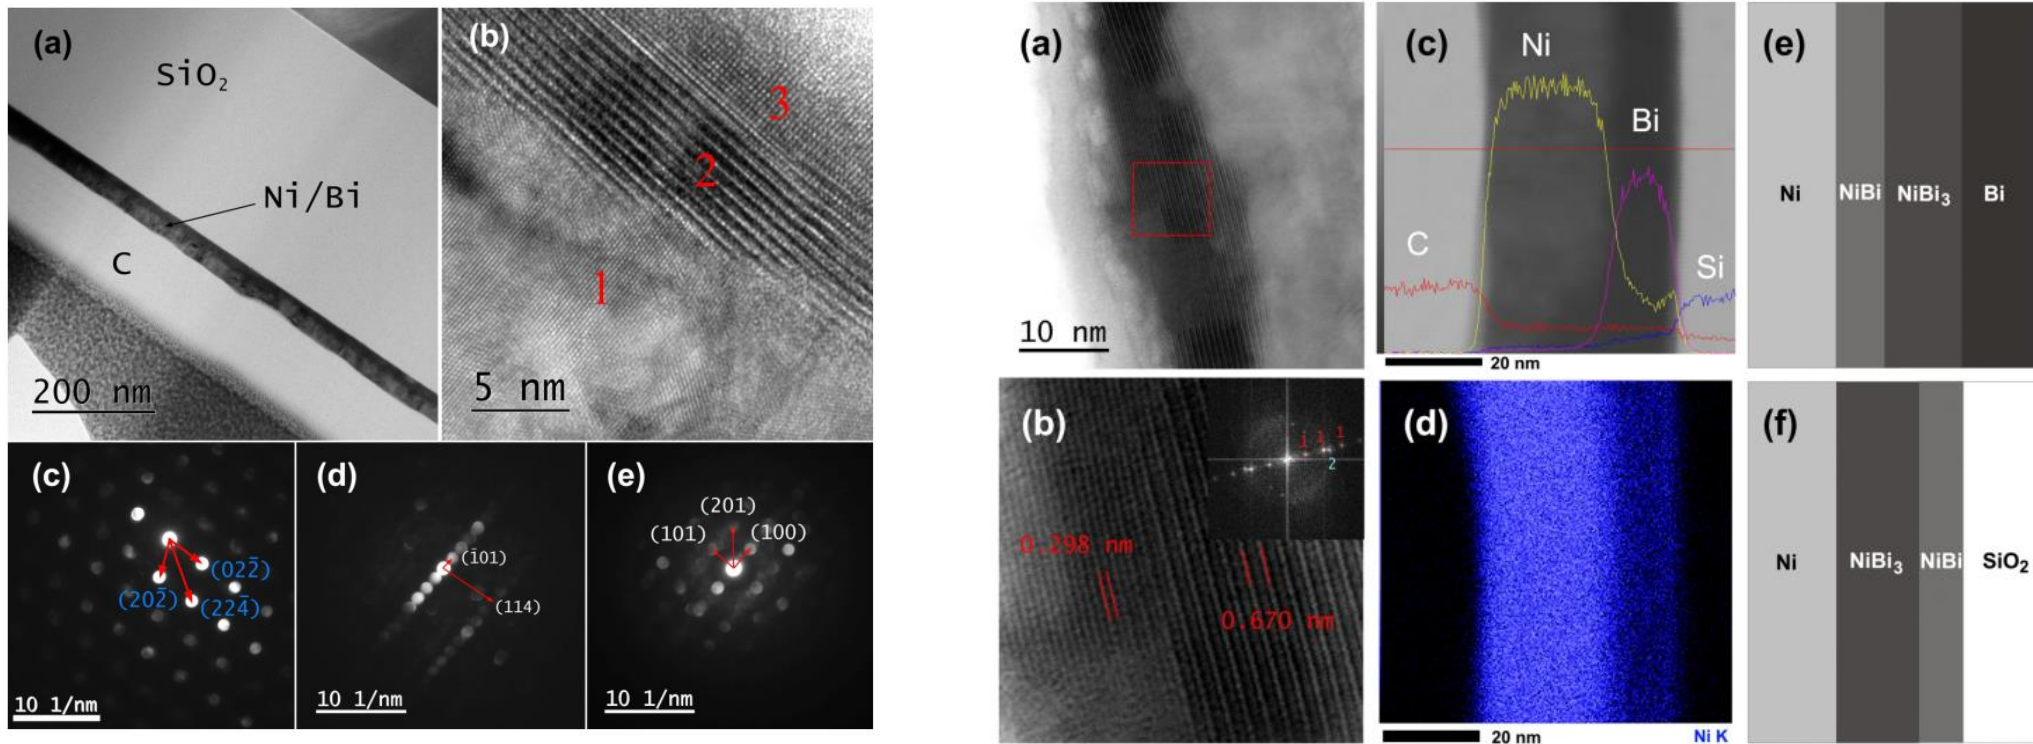 (a)
SiO₂
Ni/Bi
C
200 nm
(b)
3
2
1
5 nm
(c)
(022̅)
(202̅)
(224̅)
10 1/nm
(d)
(1̅01)
(114)
10 1/nm
(e)
(201)
(101)
(100)
10 1/nm
(a)
10 nm
(c)
Ni
Bi
C
Si
20 nm
(e)
Ni
NiBi
NiBi₃
Bi
(b)
1 1 1
2
0.298 nm
0.670 nm
(d)
20 nm
Ni K
(f)
Ni
NiBi₃
NiBi
SiO₂